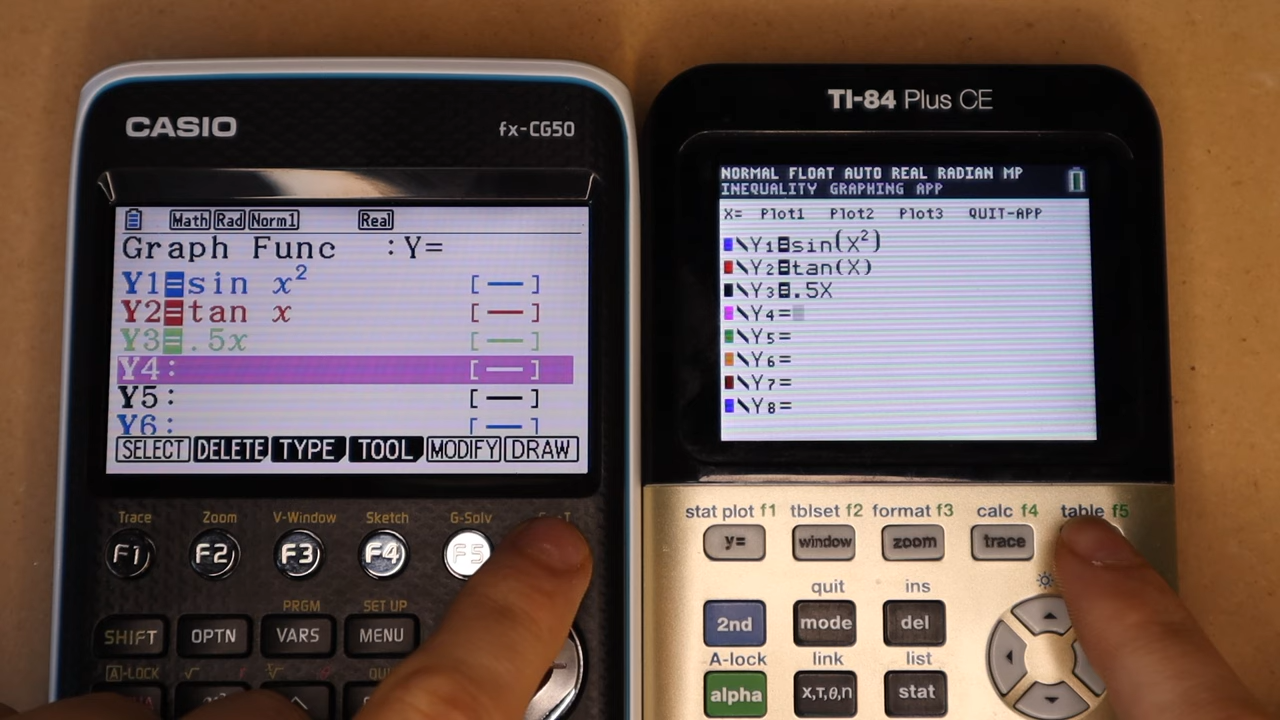 CASIO
fx-CG50
Math Rad Norm1 Real
Graph Func :Y=
Y1=sin x²
[—]
Y2=tan x
[—]
Y3=.5x
[—]
Y4:
[—]
Y5:
[—]
Y6:
[—]
SELECT DELETE TYPE TOOL MODIFY DRAW
Trace Zoom V-Window Sketch G-Solv
F1 F2 F3 F4 F5
PRGM SET UP
SHIFT OPTN VARS MENU
A-LOCK
TI-84 Plus CE
NORMAL FLOAT AUTO REAL RADIAN MP
INEQUALITY GRAPHING APP
X= Plot1 Plot2 Plot3 QUIT-APP
\Y1=sin(X²)
\Y2=tan(X)
\Y3=.5X
\Y4=
\Y5=
\Y6=
\Y7=
\Y8=
stat plot f1 tblset f2 format f3 calc f4 table f5
y= window zoom trace
quit ins
2nd mode del
A-lock link list
alpha X,T,θ,n stat